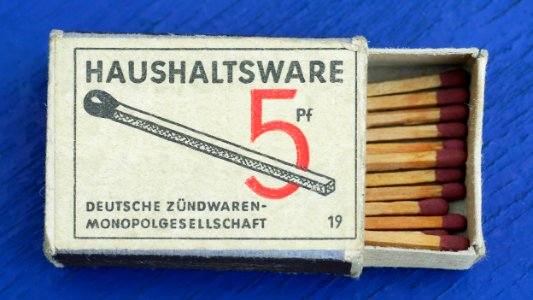 HAUSHALTSWARE
5 Pf
DEUTSCHE ZÜNDWAREN-
MONOPOLGESELLSCHAFT 19